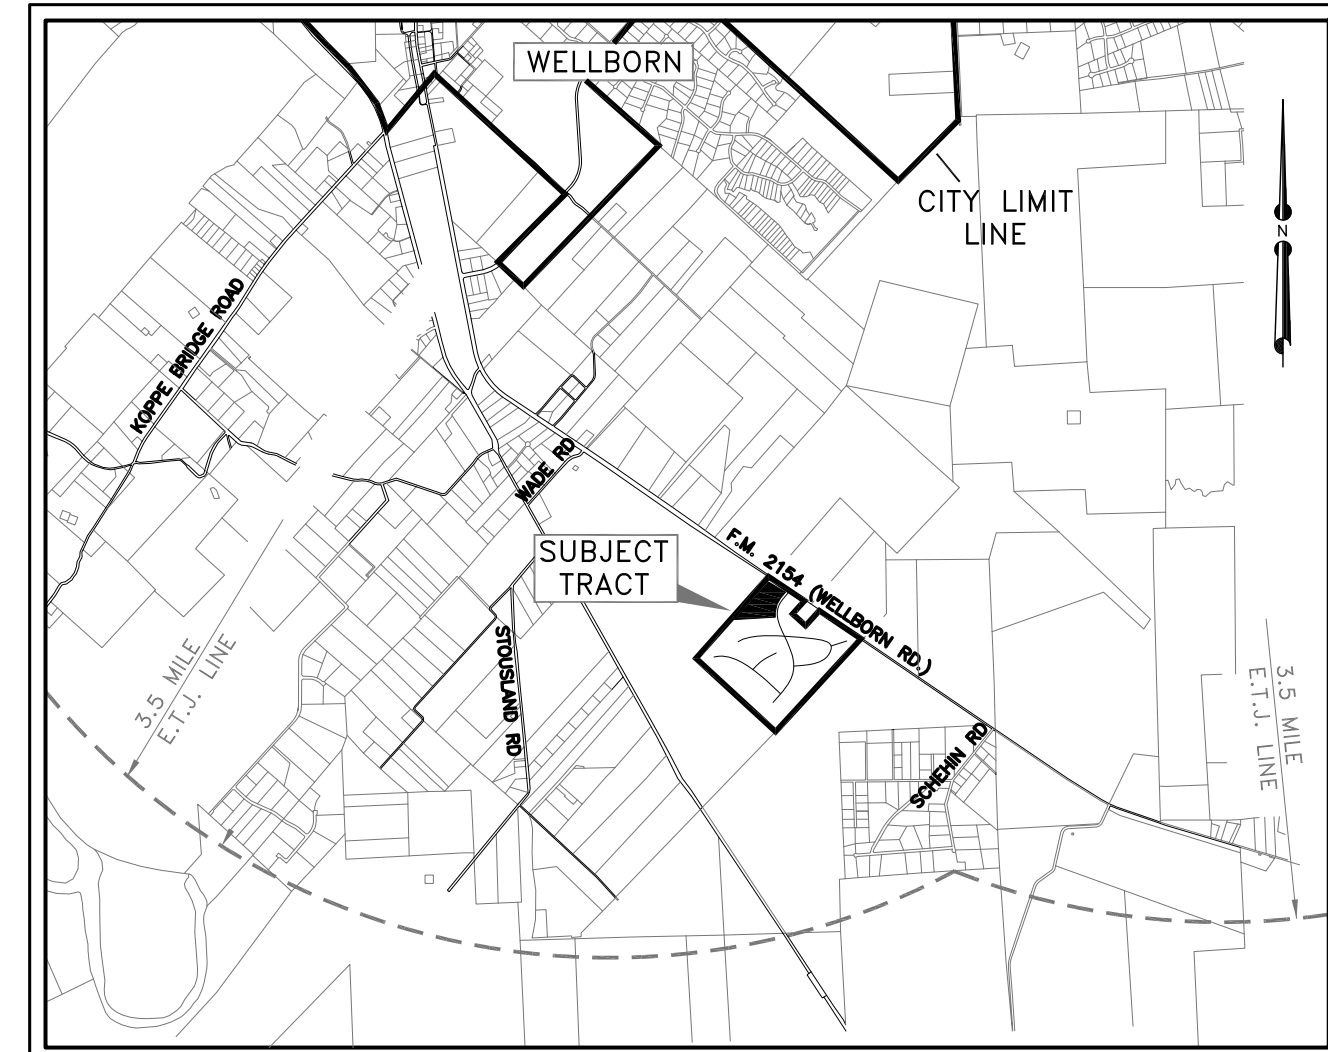 WELLBORN
CITY LIMIT
LINE
N
KOPPE BRIDGE ROAD
WADE RD
SUBJECT
TRACT
F.M. 2154 (WELLBORN RD.)
3.5 MILE
E.T.J. LINE
STOUSLAND RD
SCHEHIN RD
3.5 MILE
E.T.J. LINE